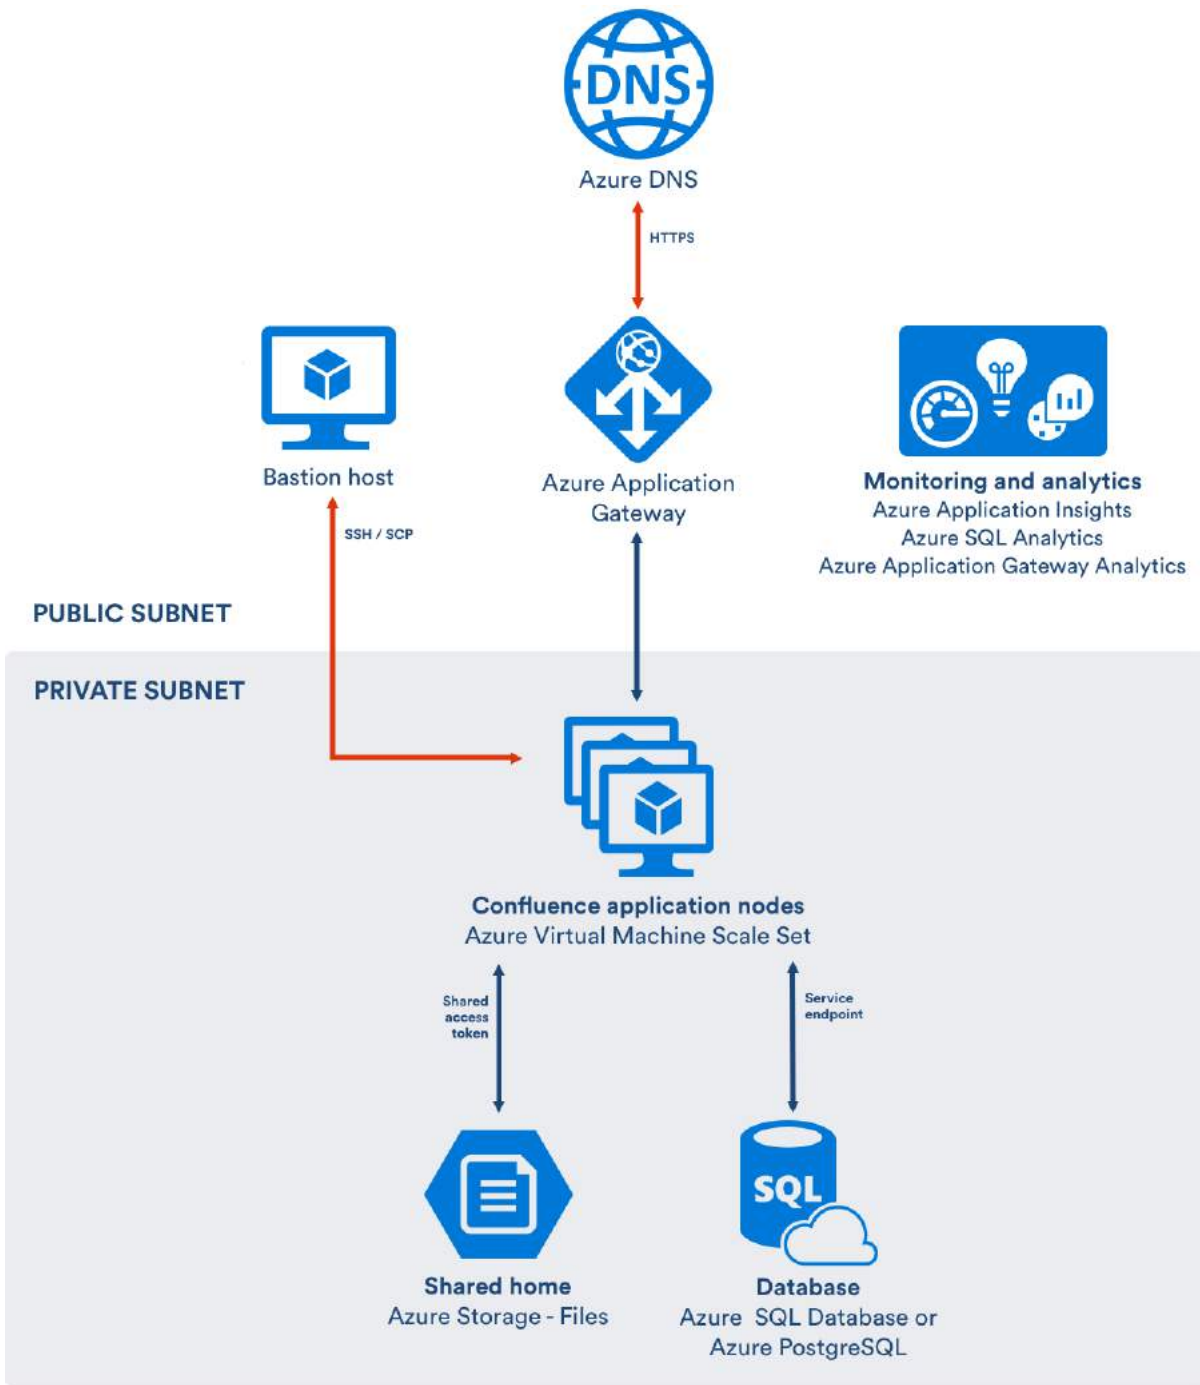 DNS
Azure DNS
HTTPS
Bastion host
SSH / SCP
Azure Application
Gateway
Monitoring and analytics
Azure Application Insights
Azure SQL Analytics
Azure Application Gateway Analytics
PUBLIC SUBNET
PRIVATE SUBNET
Confluence application nodes
Azure Virtual Machine Scale Set
Shared
access
token
Service
endpoint
SQL
Shared home
Azure Storage - Files
Database
Azure SQL Database or
Azure PostgreSQL